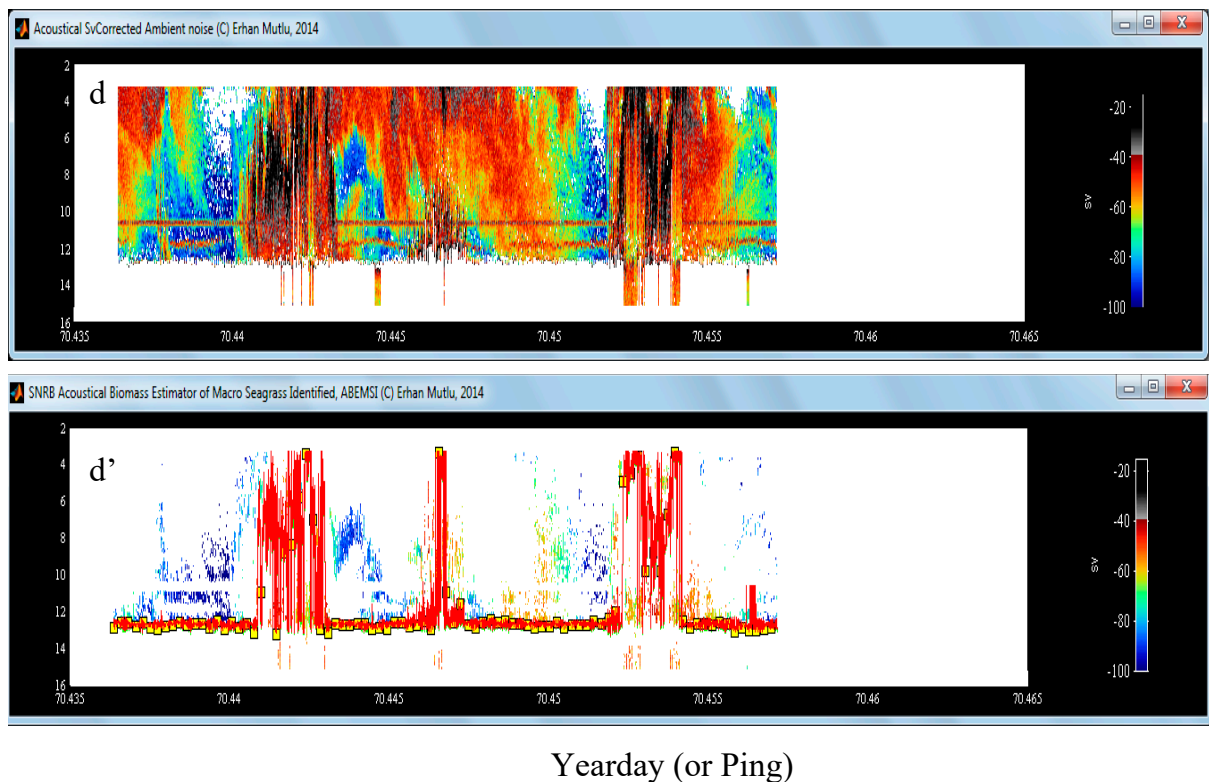 Acoustical SvCorrected Ambient noise (C) Erhan Mutlu, 2014
d
2
4
6
8
10
12
14
16
70.435 70.44 70.445 70.45 70.455 70.46 70.465
-20
-40
-60
-80
-100
sv
SNRB Acoustical Biomass Estimator of Macro Seagrass Identified, ABEMSI (C) Erhan Mutlu, 2014
d’
2
4
6
8
10
12
14
16
70.435 70.44 70.445 70.45 70.455 70.46 70.465
-20
-40
-60
-80
-100
sv
Yearday (or Ping)